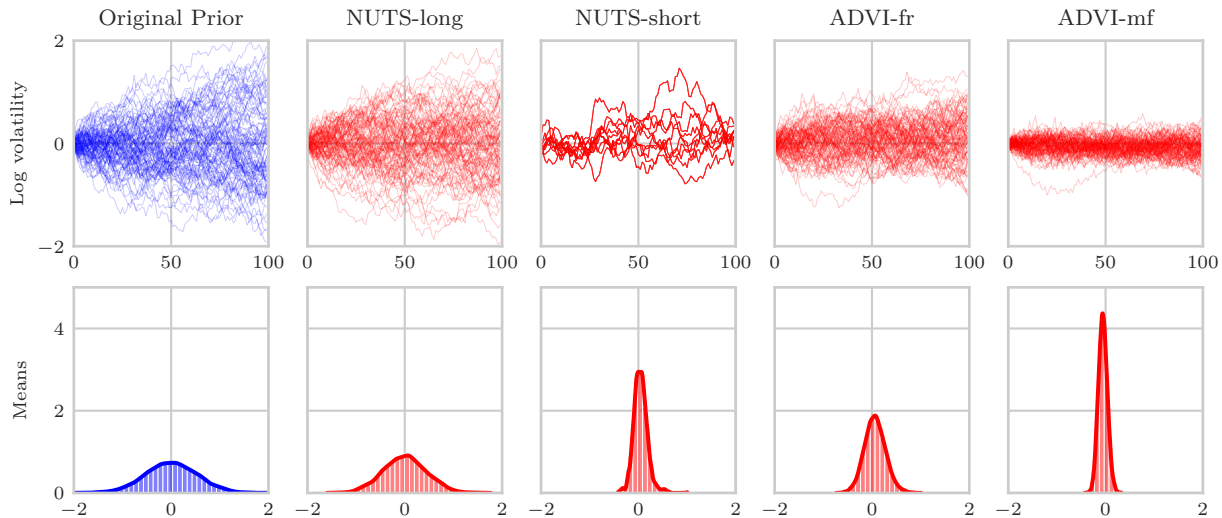 Original Prior NUTS-long NUTS-short ADVI-fr ADVI-mf
Log volatility
2
0
−2
0 50 100 0 50 100 0 50 100 0 50 100 0 50 100
Means
4
2
0
−2 0 2 −2 0 2 −2 0 2 −2 0 2 −2 0 2